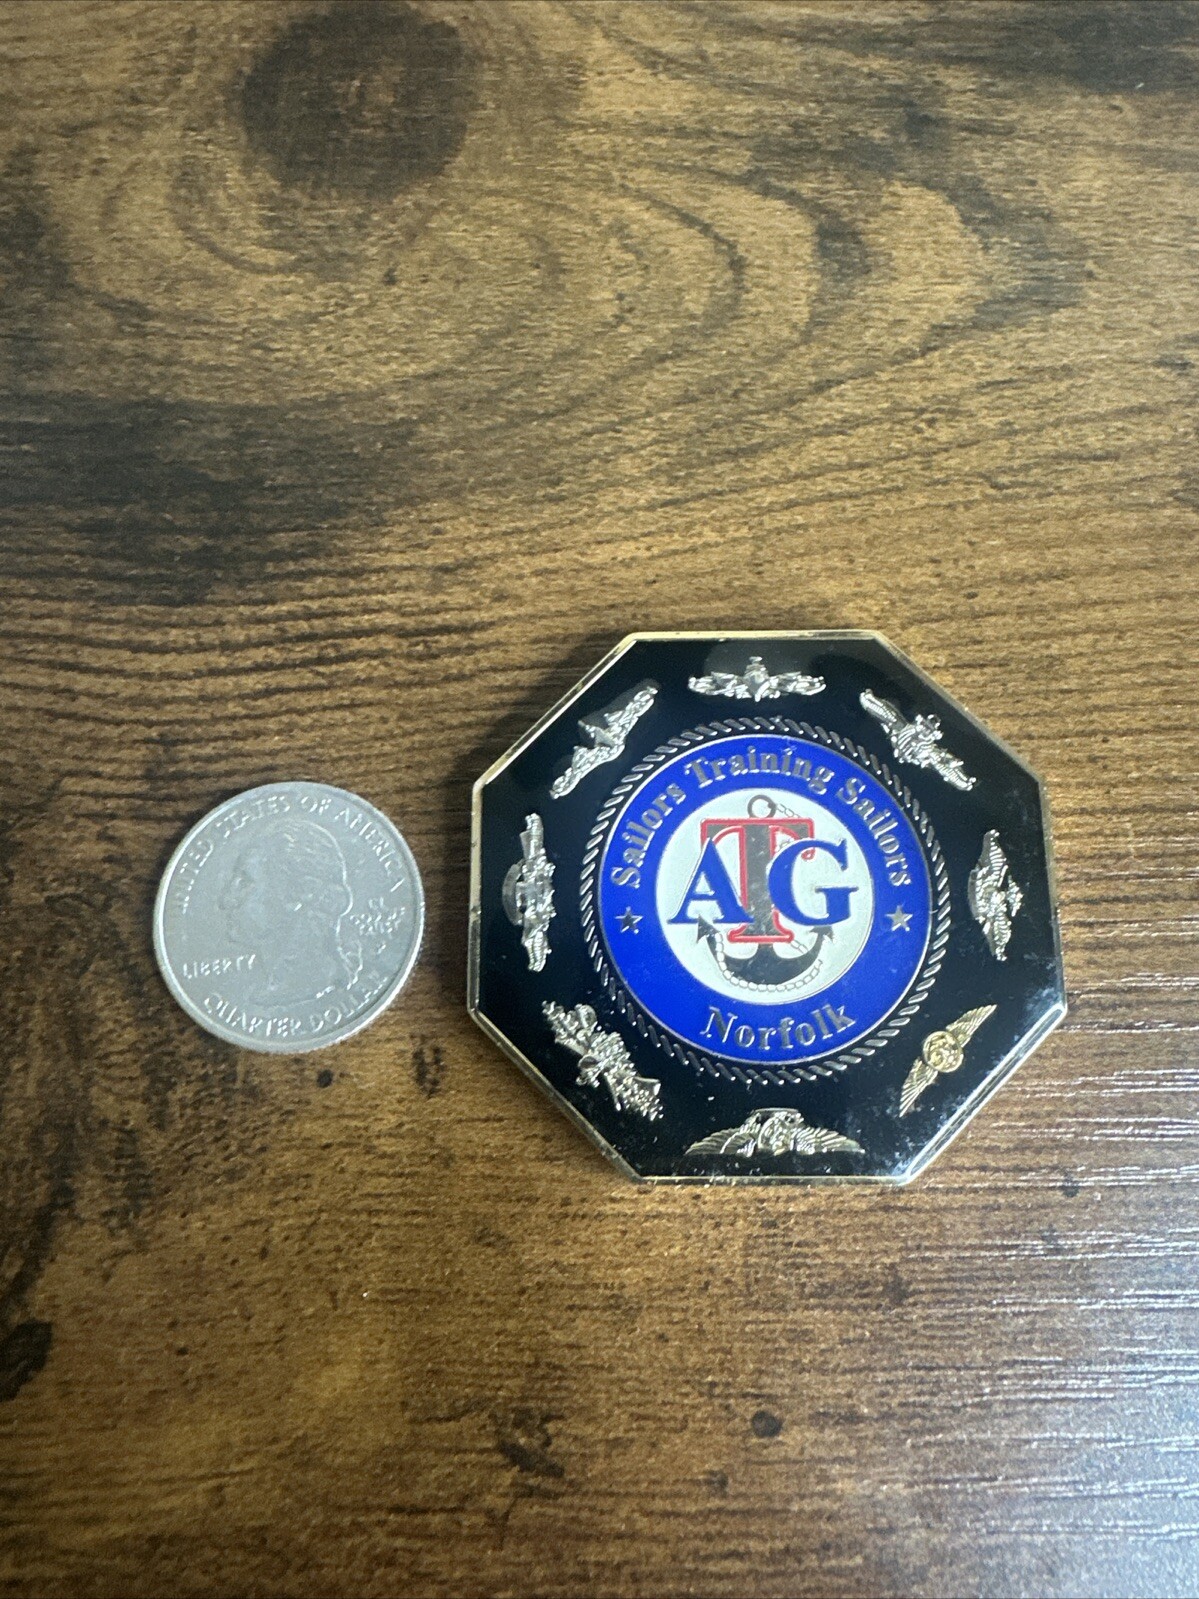 UNITED STATES OF AMERICA
LIBERTY
QUARTER DOLLAR
Sailors Training Sailors
ATG
Norfolk